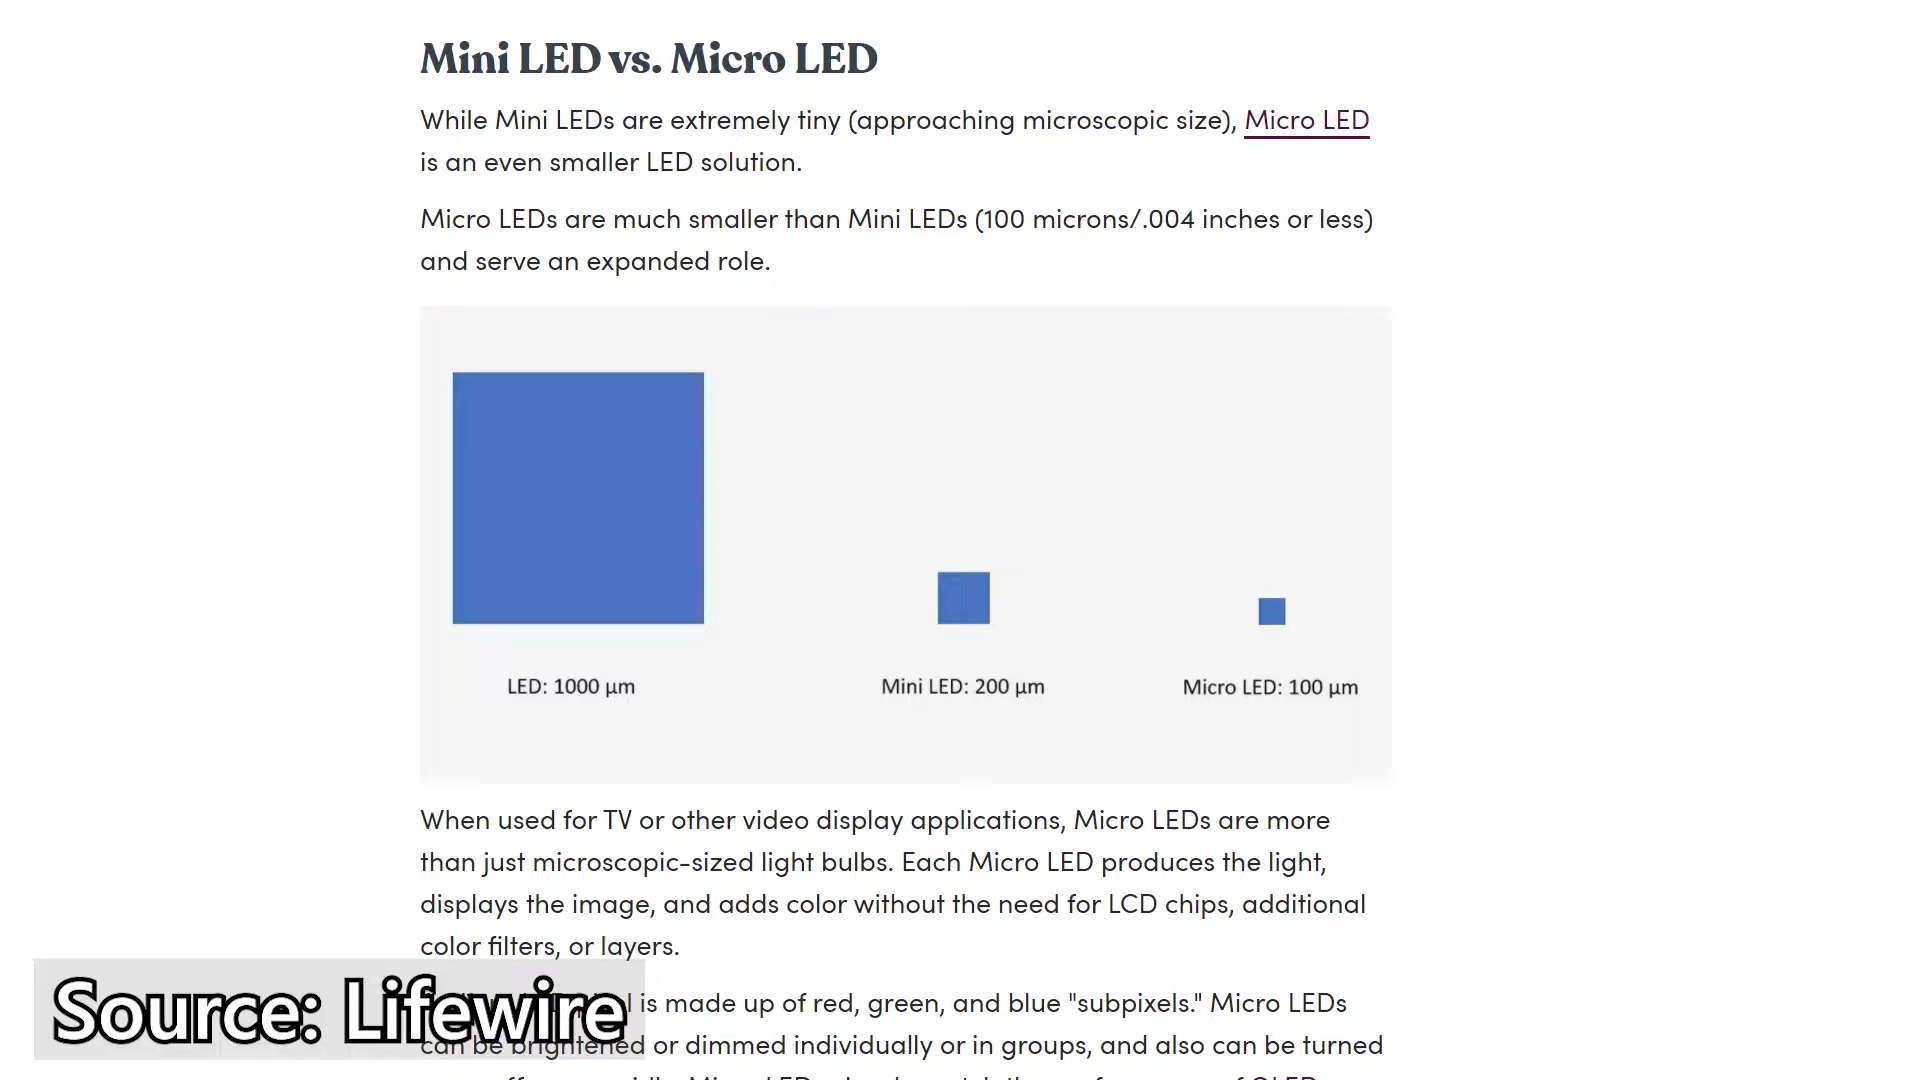 Mini LED vs. Micro LED
While Mini LEDs are extremely tiny (approaching microscopic size), Micro LED
is an even smaller LED solution.
Micro LEDs are much smaller than Mini LEDs (100 microns/.004 inches or less)
and serve an expanded role.
LED: 1000 µm
Mini LED: 200 µm
Micro LED: 100 µm
When used for TV or other video display applications, Micro LEDs are more
than just microscopic-sized light bulbs. Each Micro LED produces the light,
displays the image, and adds color without the need for LCD chips, additional
color filters, or layers.
is made up of red, green, and blue "subpixels." Micro LEDs
can be brightened or dimmed individually or in groups, and also can be turned
Source: Lifewire